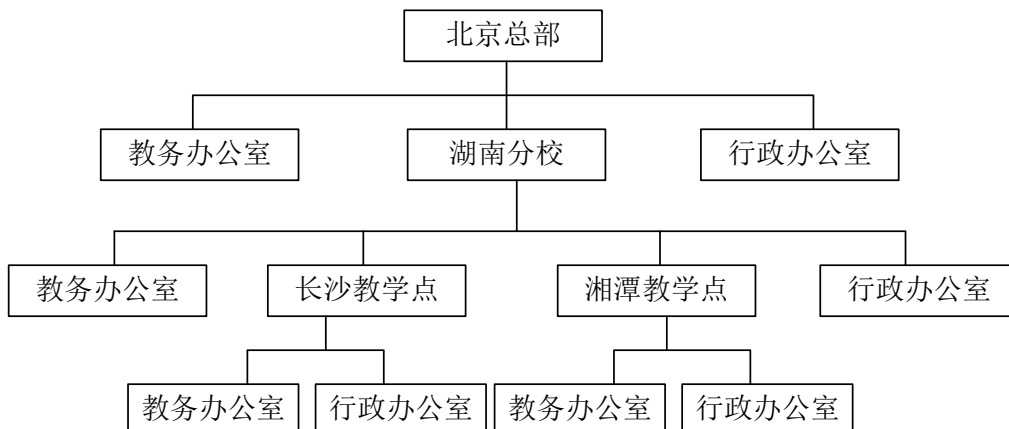 北京总部
教务办公室
湖南分校
行政办公室
教务办公室
长沙教学点
湘潭教学点
行政办公室
教务办公室
行政办公室
教务办公室
行政办公室